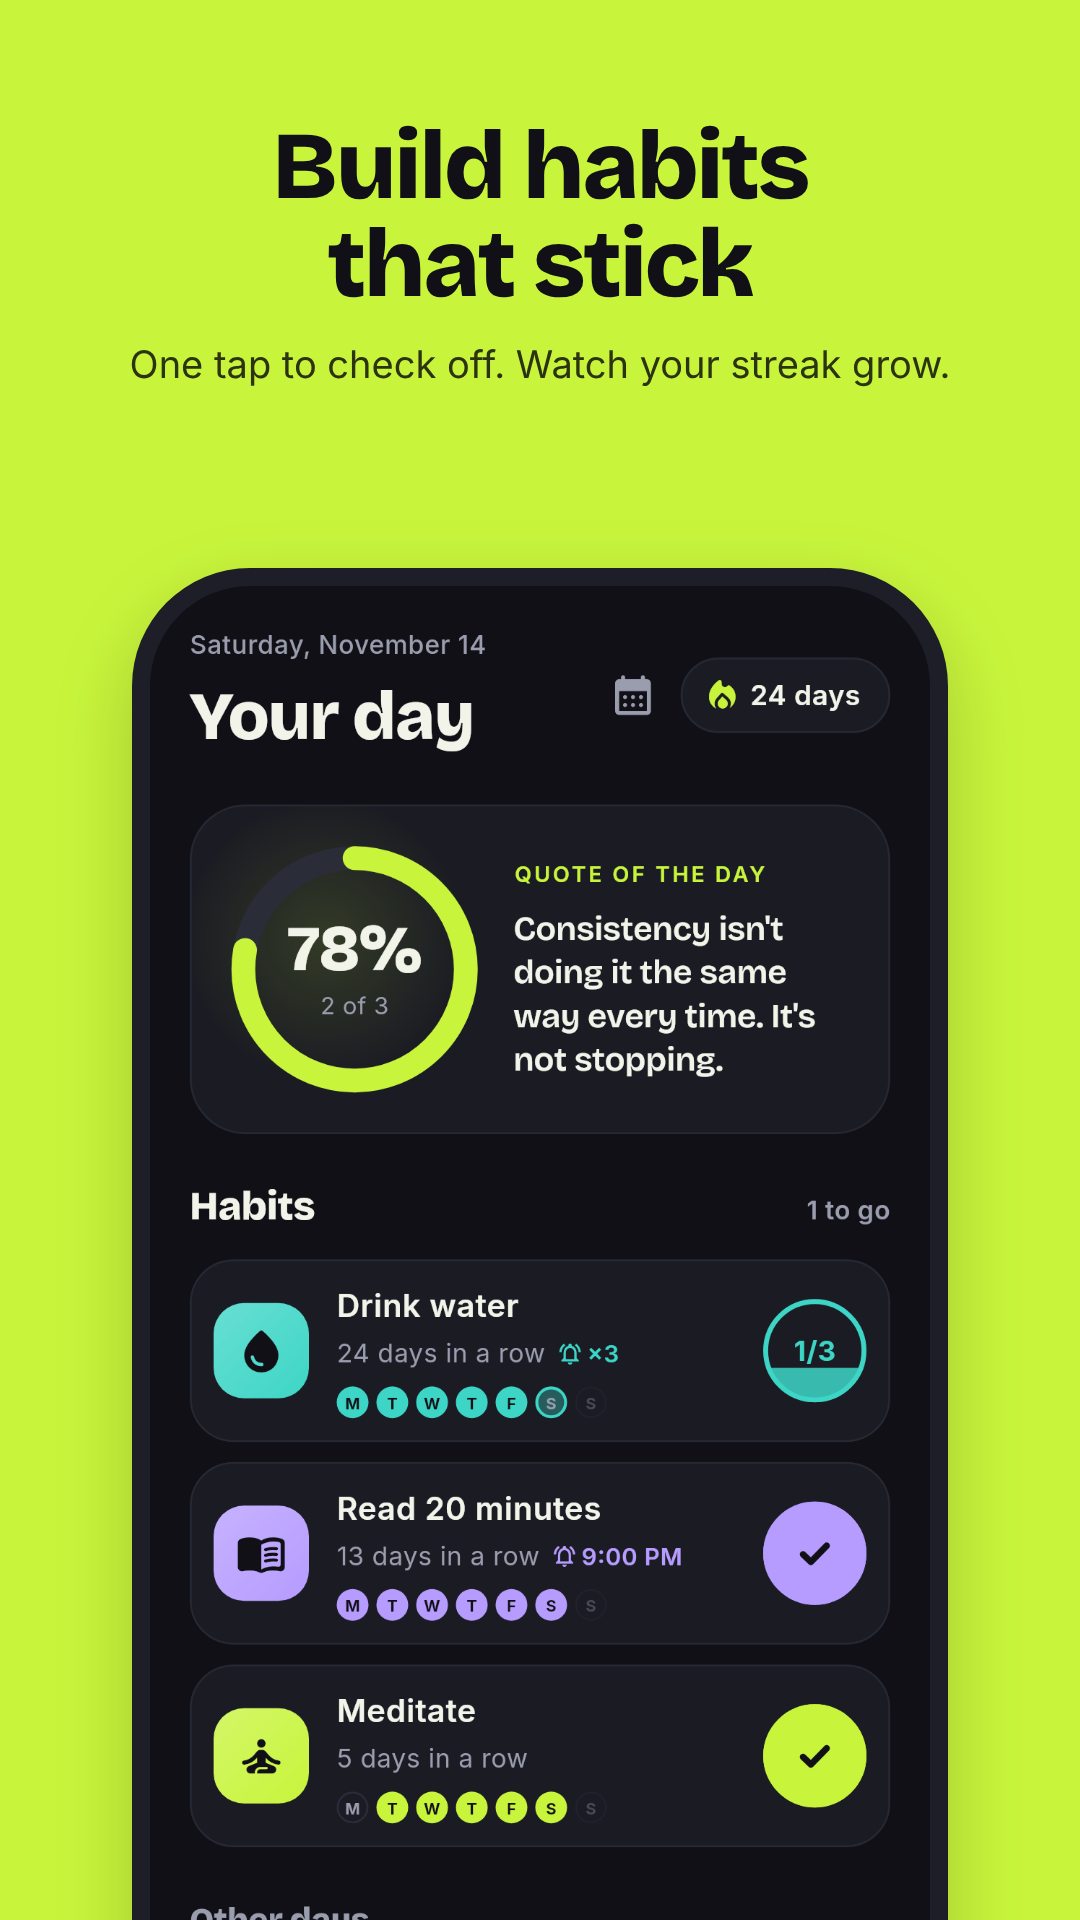 Build habits
that stick
One tap to check off. Watch your streak grow.
Saturday, November 14
Your day
24 days
78%
2 of 3
QUOTE OF THE DAY
Consistency isn't
doing it the same
way every time. It's
not stopping.
Habits
1 to go
Drink water
24 days in a row ×3
M T W T F S S
1/3
Read 20 minutes
13 days in a row 9:00 PM
M T W T F S S
Meditate
5 days in a row
M T W T F S S
Other days